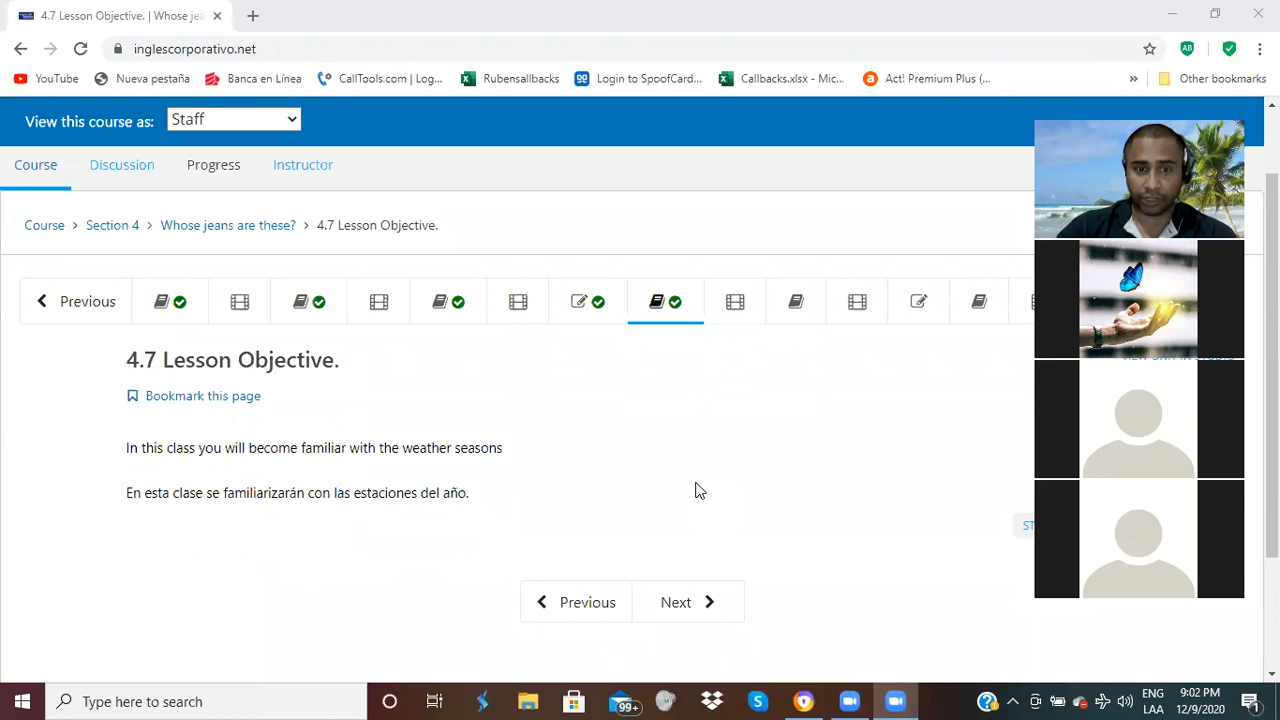 4.7 Lesson Objective. | Whose jea
inglescorporativo.net
YouTube Nueva pestaña Banca en Línea CallTools.com | Log... Rubensallbacks Login to SpoofCard... Callbacks.xlsx - Mic... Act! Premium Plus (... » Other bookmarks
View this course as: Staff
Course Discussion Progress Instructor
Course > Section 4 > Whose jeans are these? > 4.7 Lesson Objective.
Previous
4.7 Lesson Objective.
Bookmark this page
In this class you will become familiar with the weather seasons
En esta clase se familiarizarán con las estaciones del año.
ST
Previous Next
Type here to search 99+ ENG 9:02 PM
LAA 12/9/2020 1